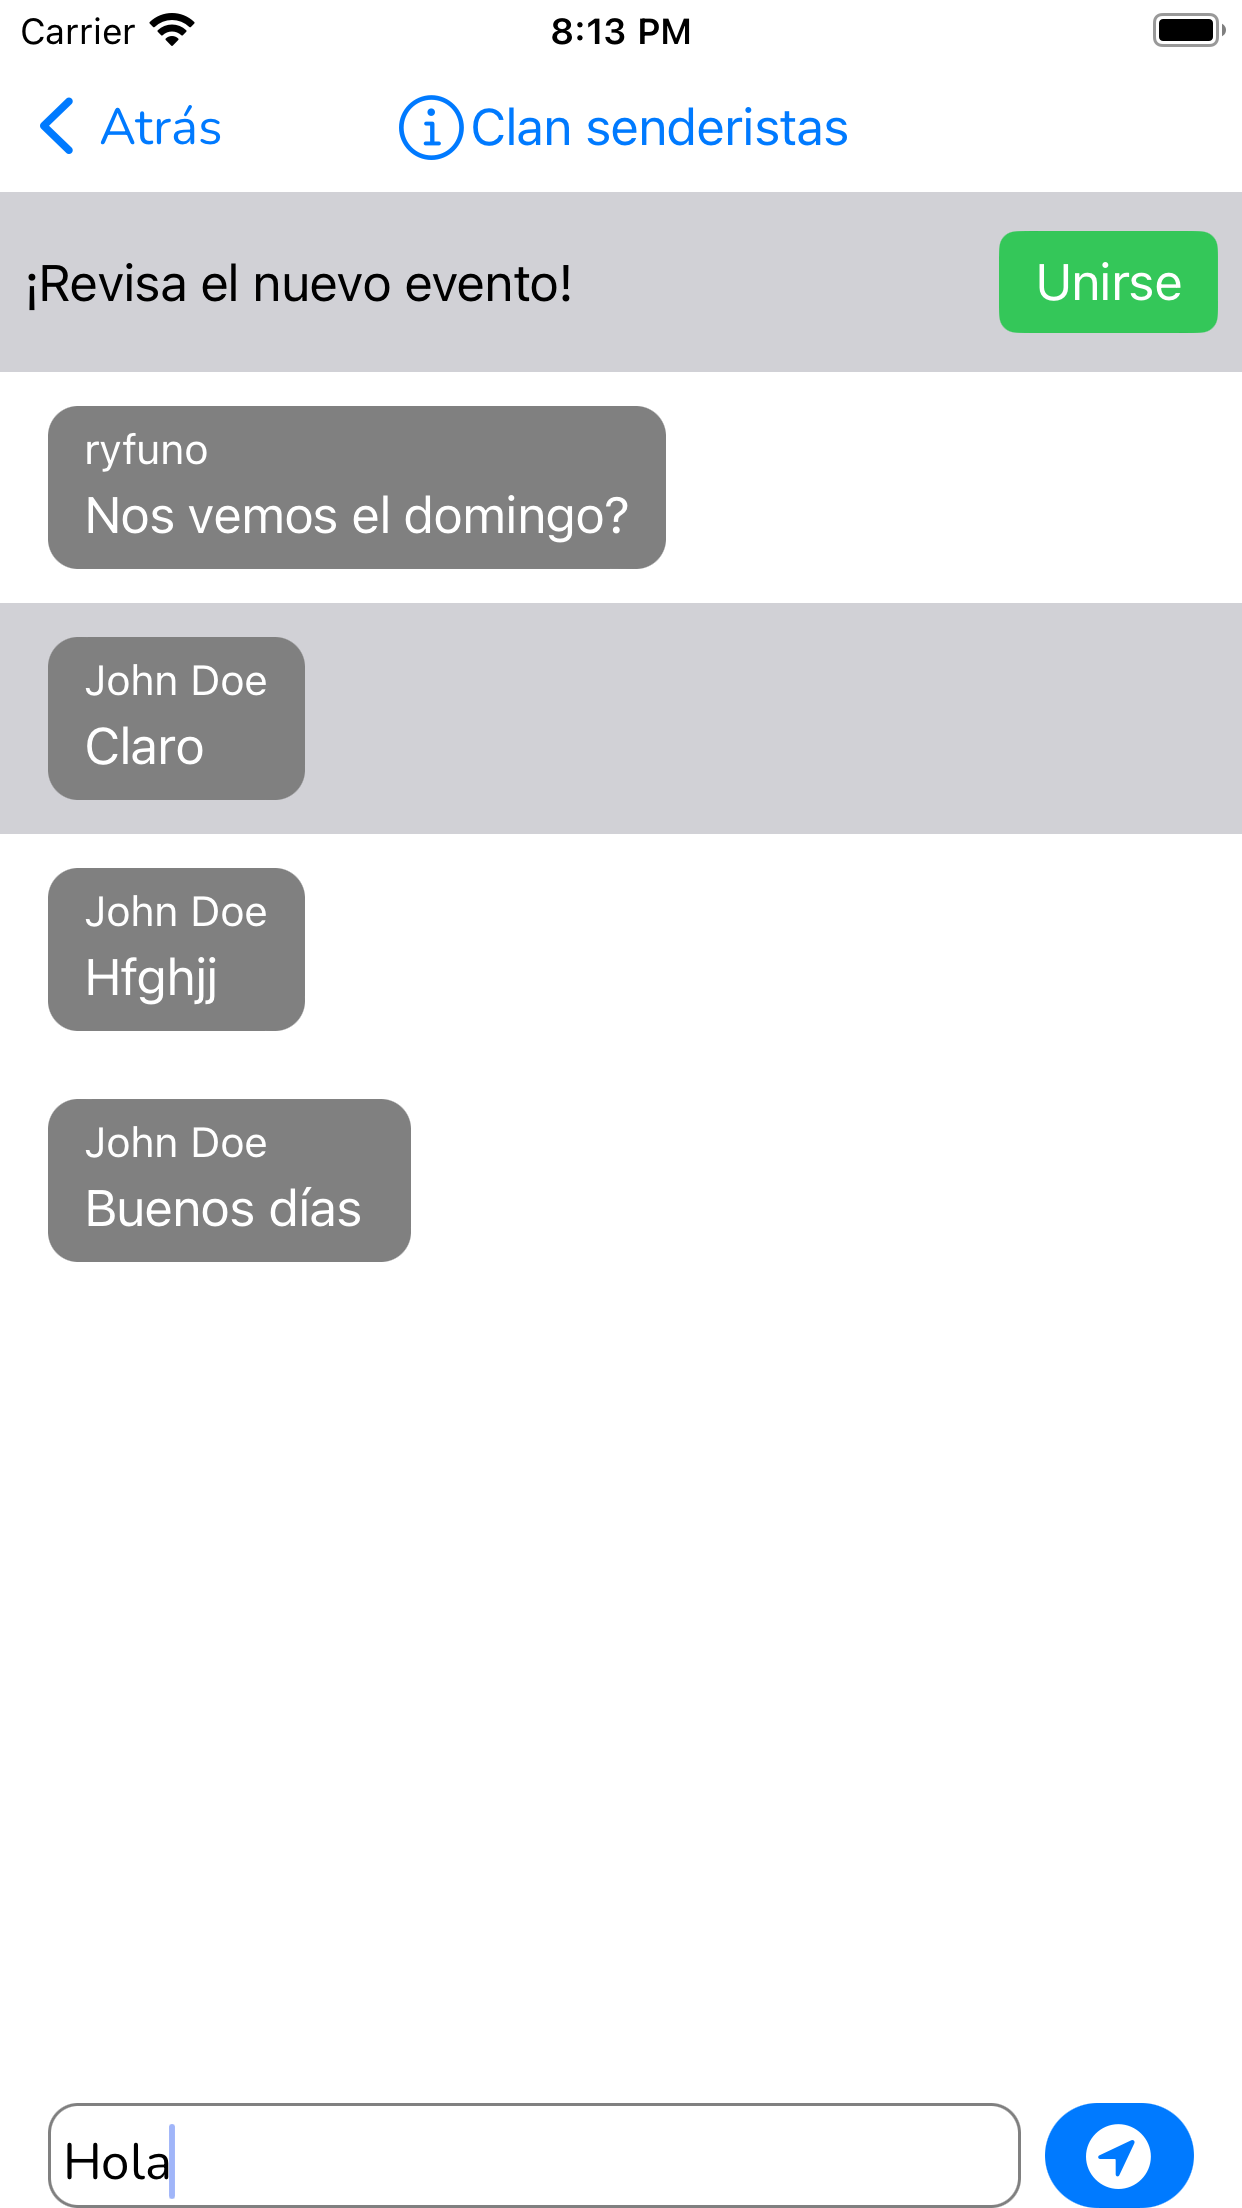 Carrier 8:13 PM
Atrás Clan senderistas
¡Revisa el nuevo evento! Unirse
ryfuno
Nos vemos el domingo?
John Doe
Claro
John Doe
Hfghjj
John Doe
Buenos días
Hola